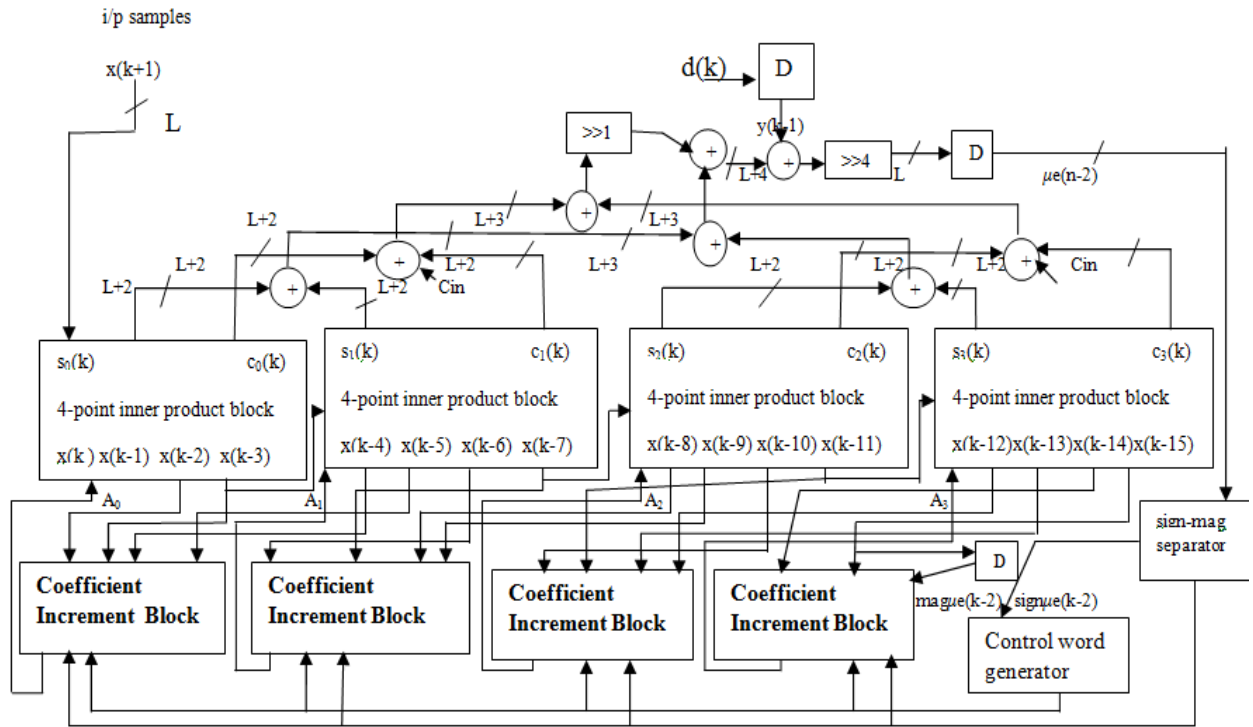 i/p samples
x(k+1)
L
d(k)
D
y(k-1)
>>1
+
L+4
+
>>4
L
D
μe(n-2)
L+2
L+3
+
L+3
L+2
+
L+2
+
L+3
L+2
L+2
L+2
+
Cin
L+2
+
L+2
Cin
+
s₀(k) c₀(k)
4-point inner product block
x(k) x(k-1) x(k-2) x(k-3)
s₁(k) c₁(k)
4-point inner product block
x(k-4) x(k-5) x(k-6) x(k-7)
s₂(k) c₂(k)
4-point inner product block
x(k-8) x(k-9) x(k-10) x(k-11)
s₃(k) c₃(k)
4-point inner product block
x(k-12)x(k-13)x(k-14)x(k-15)
A₀
A₁
A₂
A₃
sign-mag
separator
Coefficient
Increment Block
Coefficient
Increment Block
Coefficient
Increment Block
Coefficient
Increment Block
D
magμe(k-2)
signμe(k-2)
Control word
generator